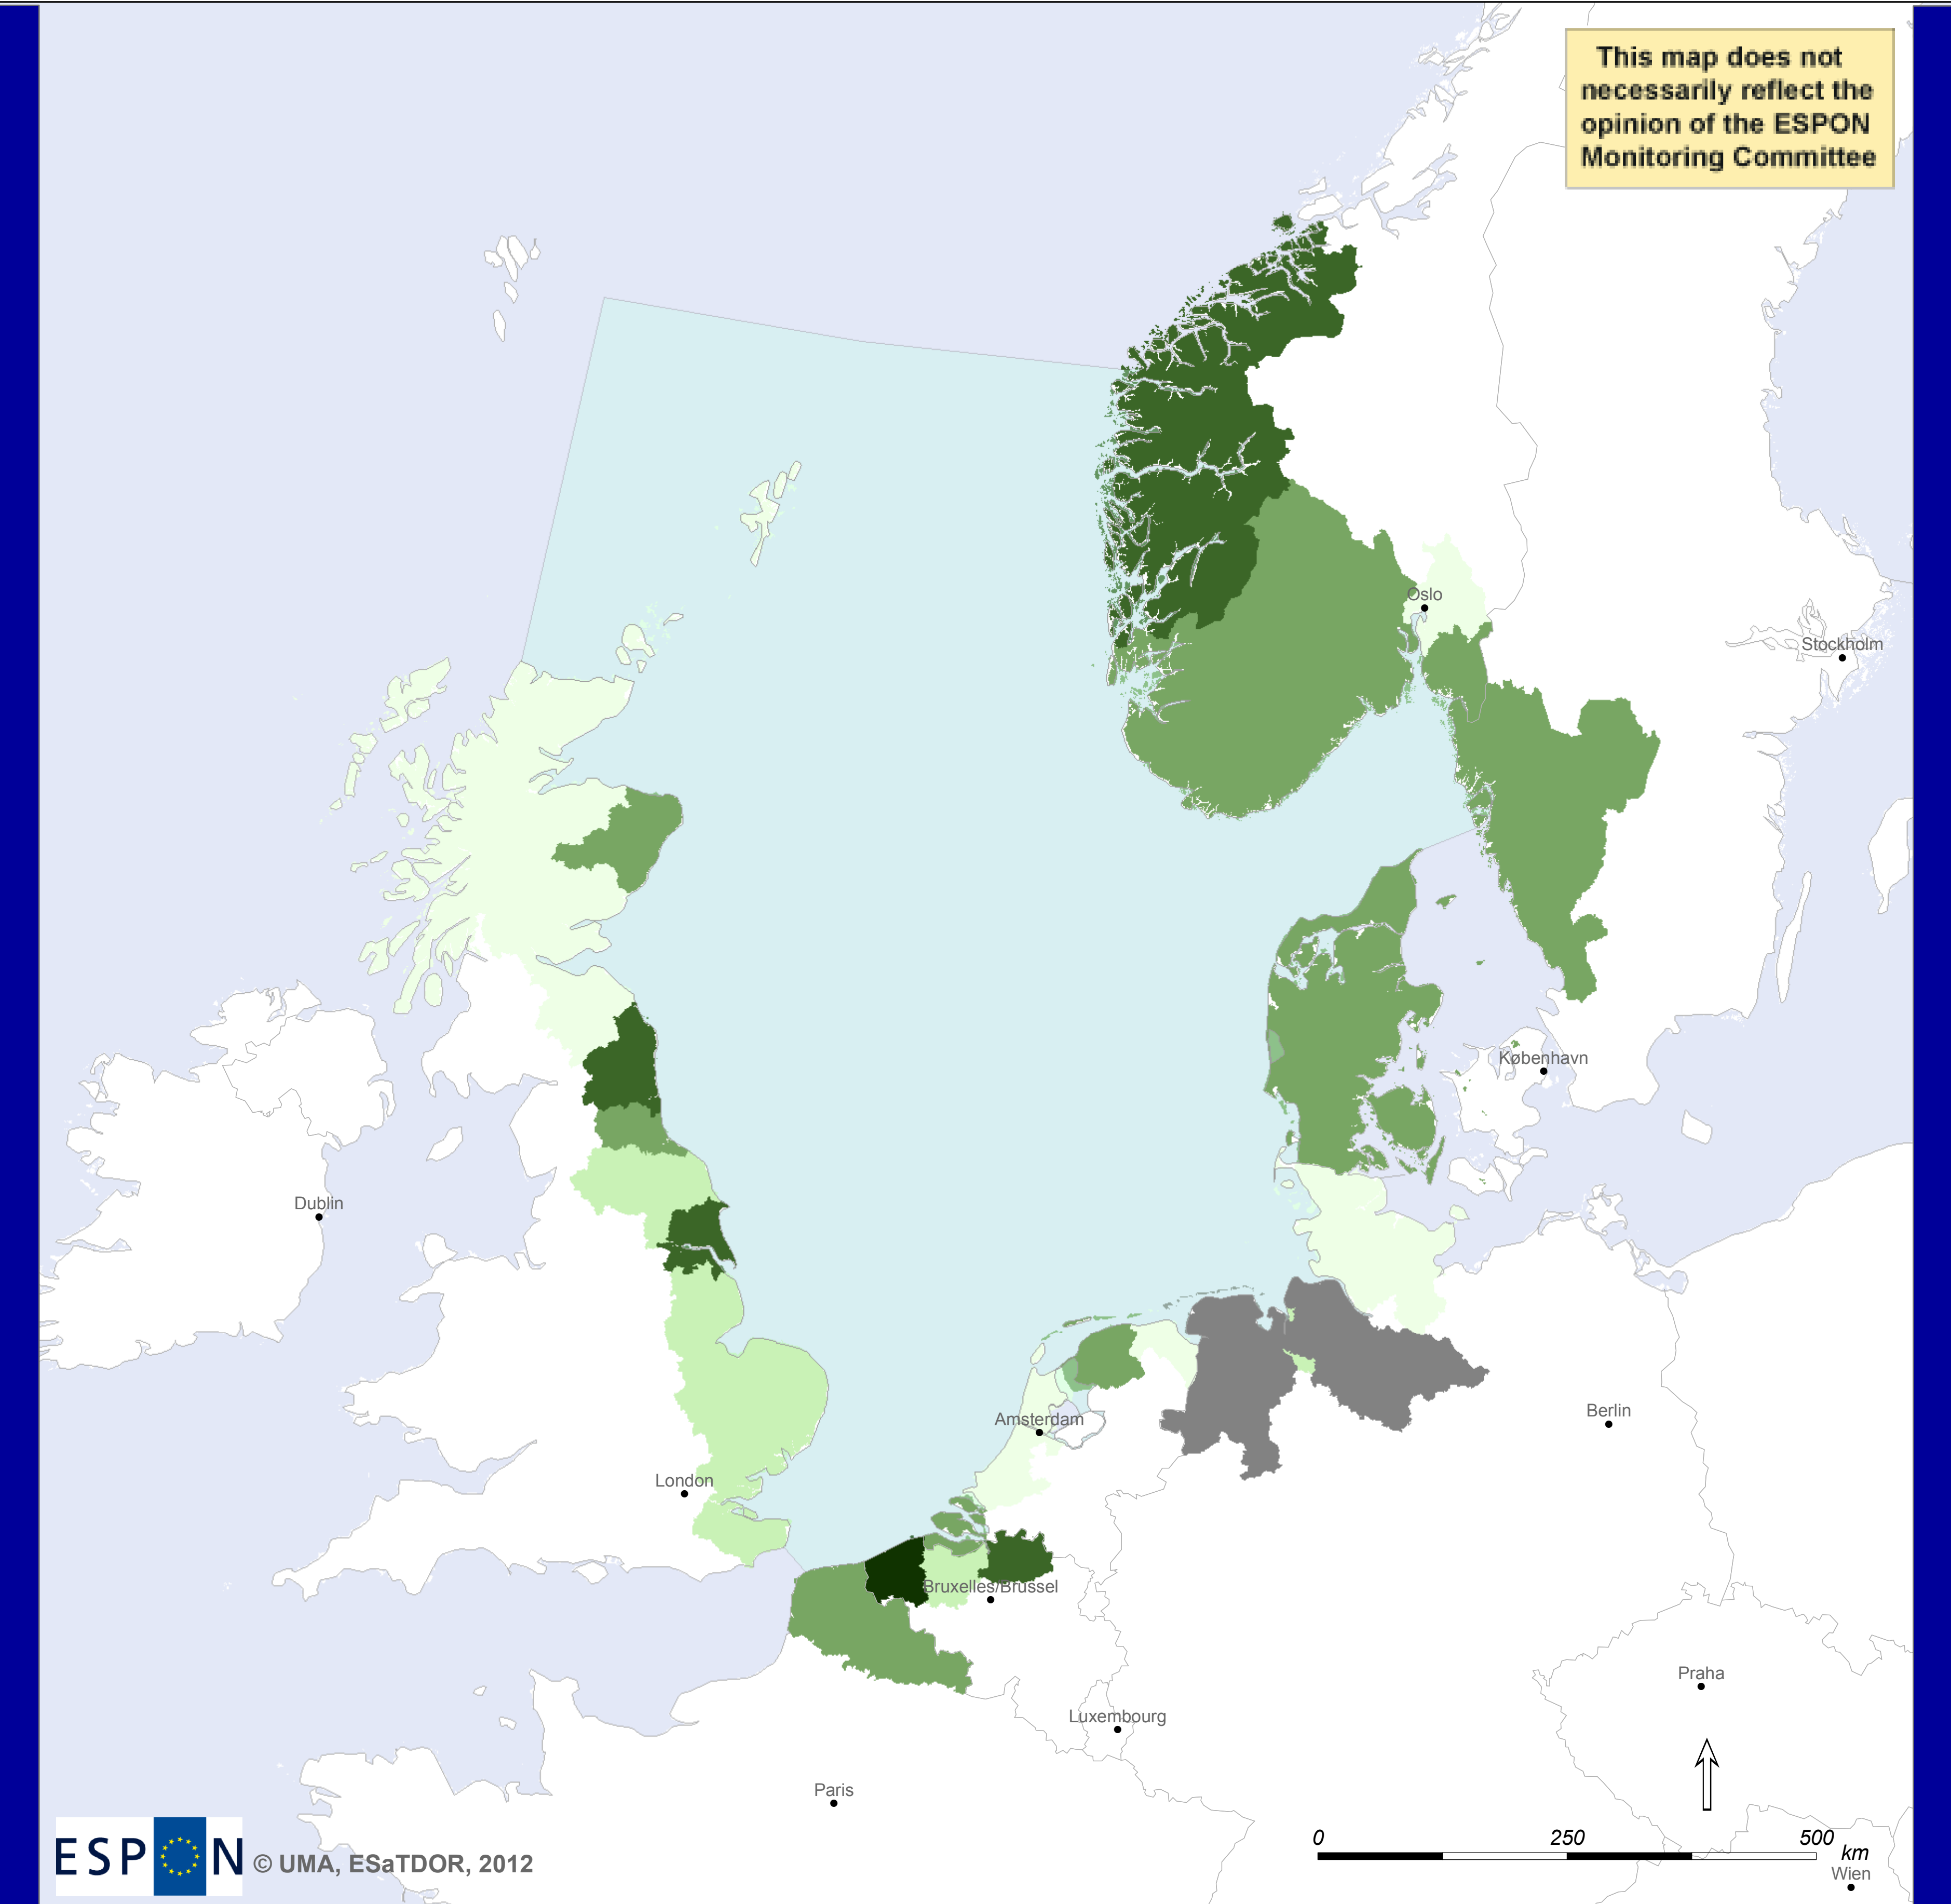 This map does not
necessarily reflect the
opinion of the ESPON
Monitoring Committee
Oslo
Stockholm
København
Dublin
Berlin
Amsterdam
London
Bruxelles/Brussel
Praha
Luxembourg
Paris
0 250 500
km
Wien
ESPON © UMA, ESaTDOR, 2012